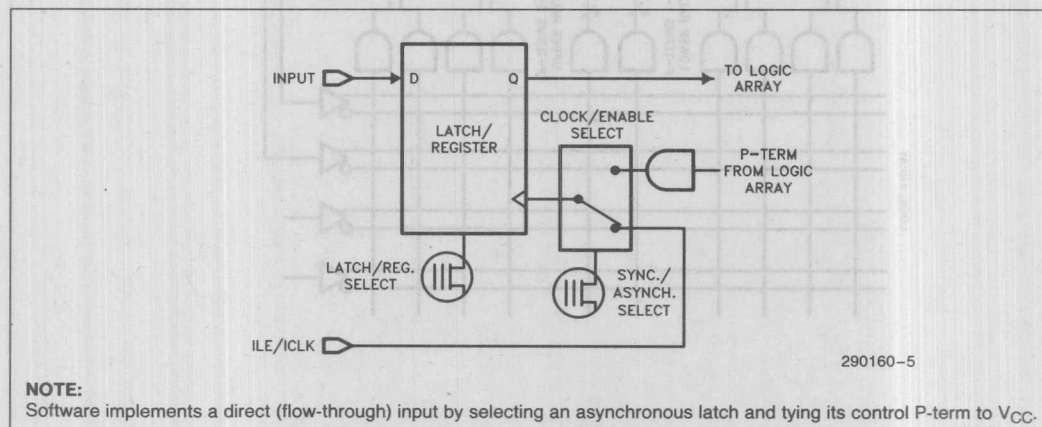 INPUT
D
Q
TO LOGIC
ARRAY
LATCH/
REGISTER
CLOCK/ENABLE
SELECT
P-TERM
FROM LOGIC
ARRAY
LATCH/REG.
SELECT
SYNC./
ASYNCH.
SELECT
ILE/ICLK
290160-5
NOTE:
Software implements a direct (flow-through) input by selecting an asynchronous latch and tying its control P-term to VCC.